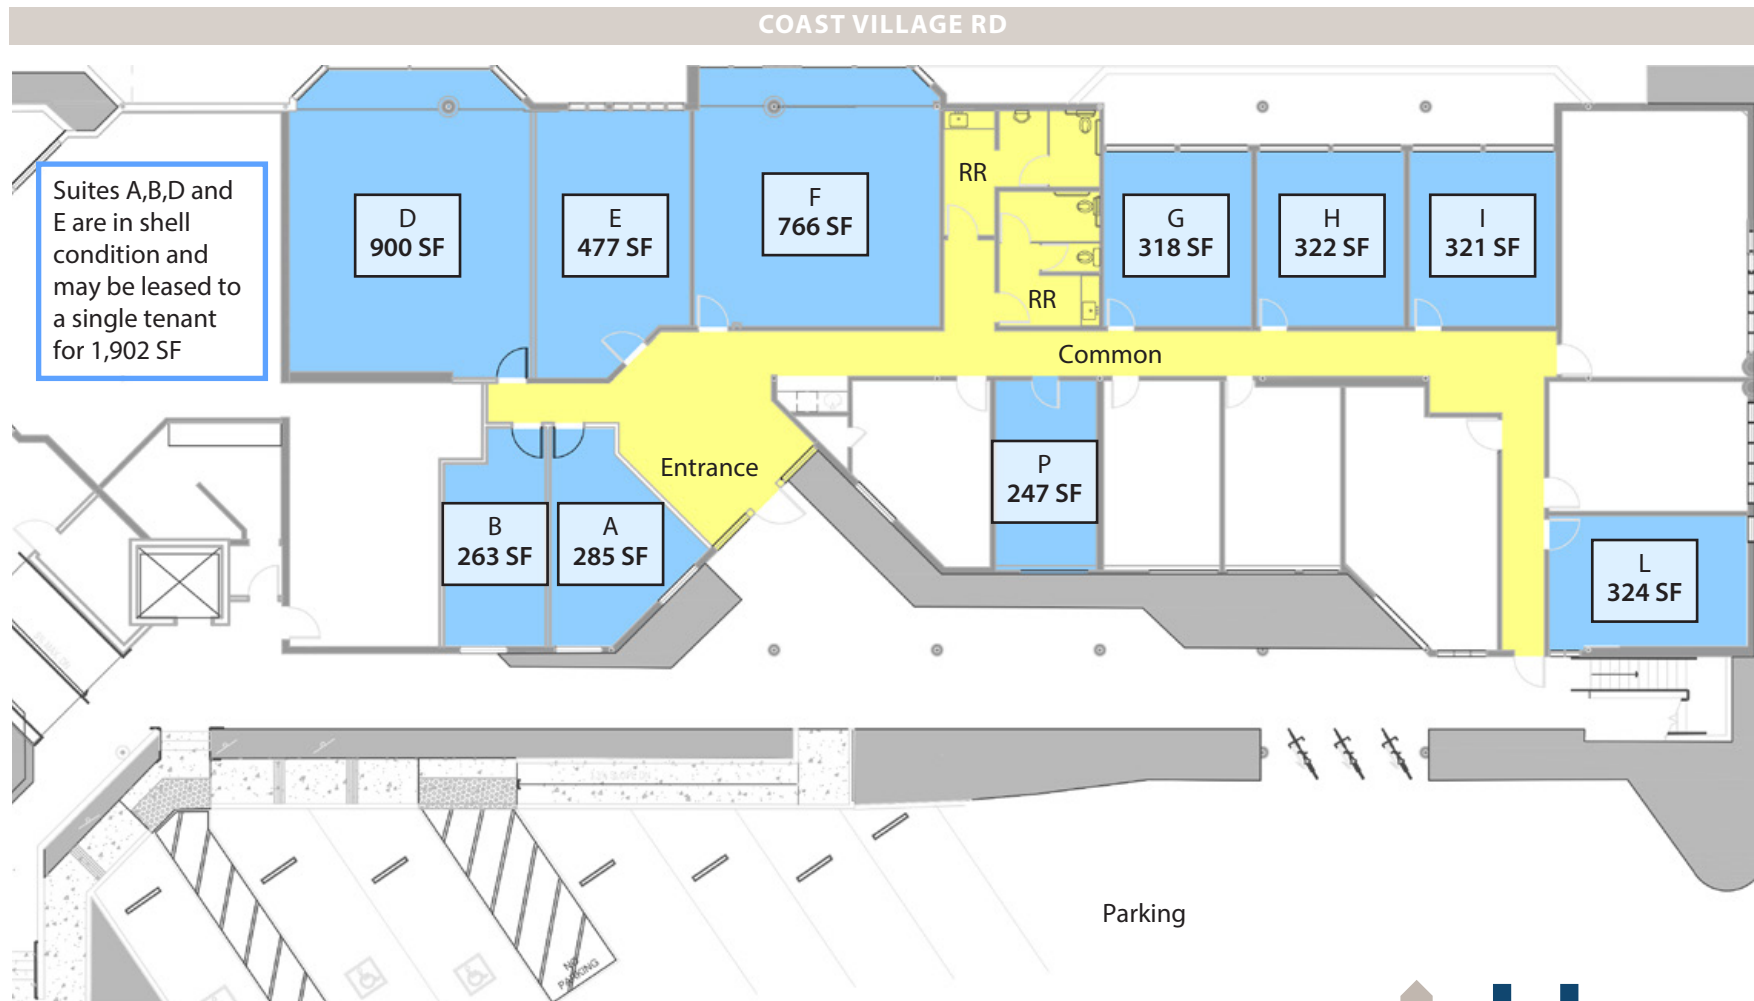 COAST VILLAGE RD
Suites A,B,D and
E are in shell
condition and
may be leased to
a single tenant
for 1,902 SF
D
900 SF
E
477 SF
F
766 SF
RR
RR
G
318 SF
H
322 SF
I
321 SF
Common
Entrance
B
263 SF
A
285 SF
P
247 SF
L
324 SF
NO
PARKING
Parking